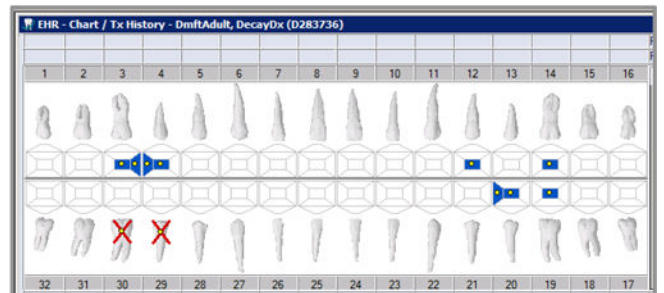 EHR - Chart / Tx History - DmftAdult, DecayDx (D283736)
1 2 3 4 5 6 7 8 9 10 11 12 13 14 15 16
32 31 30 29 28 27 26 25 24 23 22 21 20 19 18 17